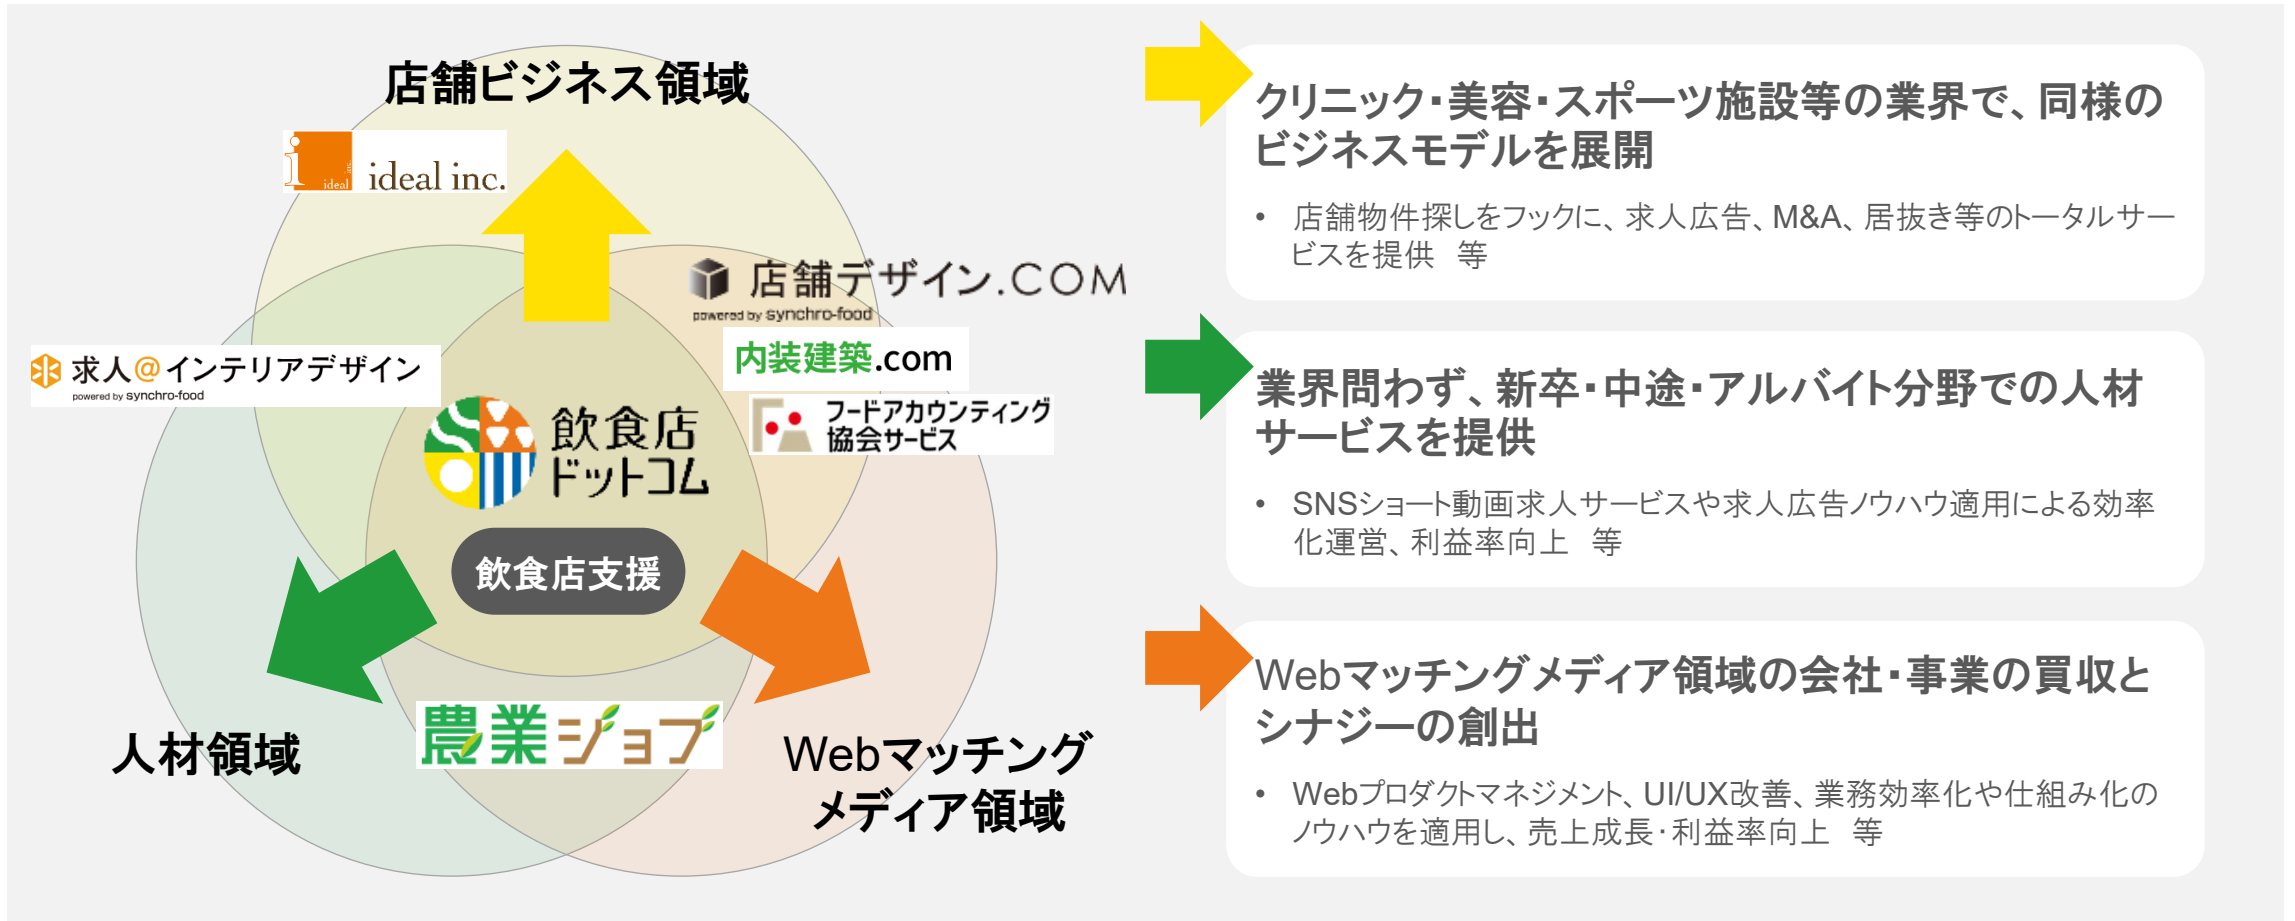 店舗ビジネス領域
i
ideal
inc.
ideal inc.
店舗デザイン.COM
powered by synchro-food
内装建築.com
求人@インテリアデザイン
powered by synchro-food
フードアカウンティング
協会サービス
飲食店
ドットコム
飲食店支援
農業ジョブ
人材領域
Webマッチング
メディア領域
クリニック・美容・スポーツ施設等の業界で、同様の
ビジネスモデルを展開
• 店舗物件探しをフックに、求人広告、M&A、居抜き等のトータルサー
ビスを提供　等
業界問わず、新卒・中途・アルバイト分野での人材
サービスを提供
• SNSショート動画求人サービスや求人広告ノウハウ適用による効率
化運営、利益率向上　等
Webマッチングメディア領域の会社・事業の買収と
シナジーの創出
• Webプロダクトマネジメント、UI/UX改善、業務効率化や仕組み化の
ノウハウを適用し、売上成長・利益率向上　等